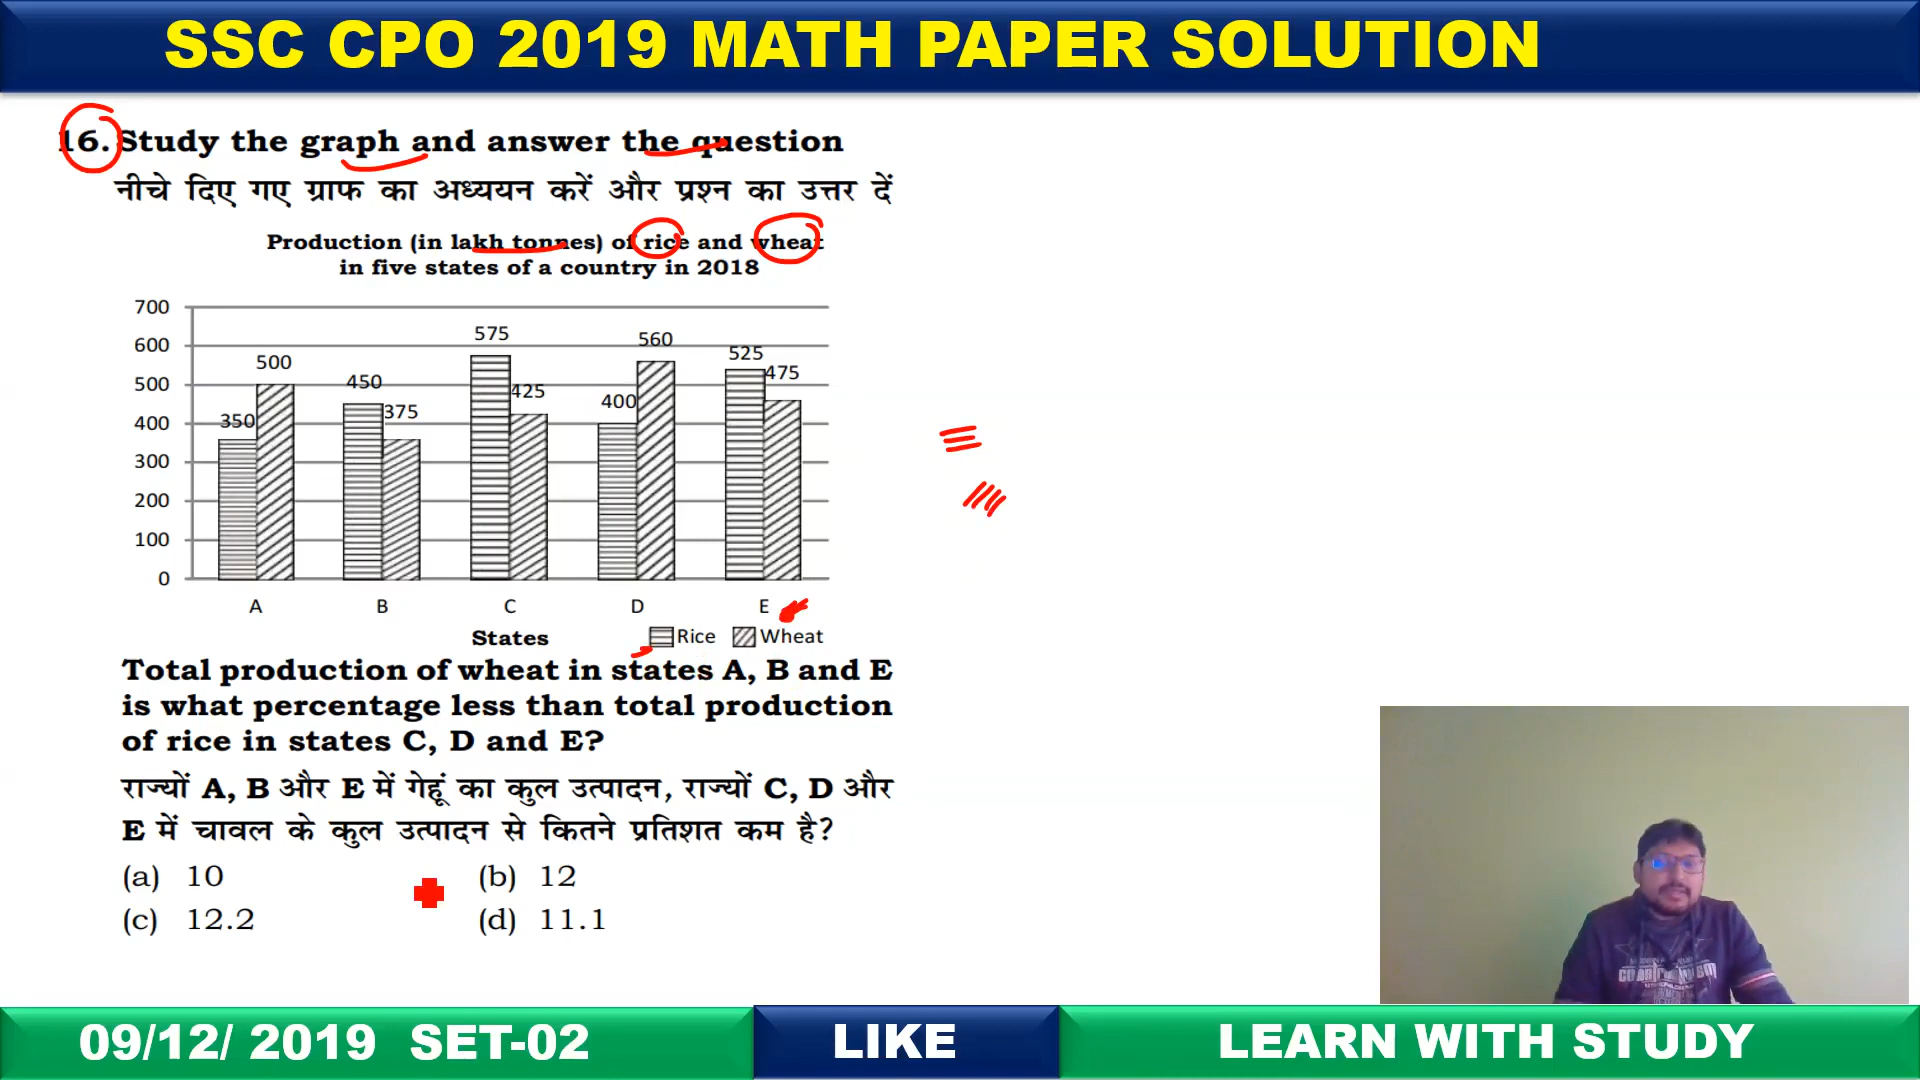 SSC CPO 2019 MATH PAPER SOLUTION
16. Study the graph and answer the question
नीचे दिए गए ग्राफ का अध्ययन करें और प्रश्न का उत्तर दें
Production (in lakh tonnes) of rice and wheat
in five states of a country in 2018
700
600
500
400
300
200
100
0
350
500
450
375
575
425
400
560
525
475
A B C D E
States
Rice Wheat
Total production of wheat in states A, B and E
is what percentage less than total production
of rice in states C, D and E?
राज्यों A, B और E में गेहूं का कुल उत्पादन, राज्यों C, D और
E में चावल के कुल उत्पादन से कितने प्रतिशत कम है?
(a) 10 (b) 12
(c) 12.2 (d) 11.1
09/12/ 2019 SET-02 LIKE LEARN WITH STUDY